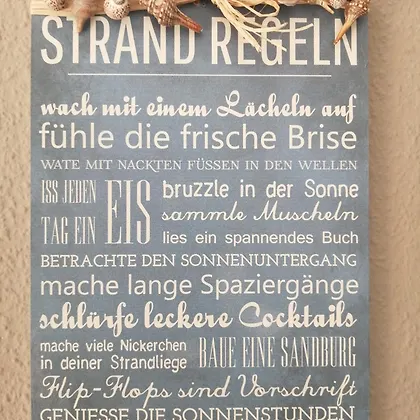 STRAND REGELN
wach mit einem Lächeln auf
fühle die frische Brise
WATE MIT NACKTEN FÜSSEN IN DEN WELLEN
ISS JEDEN
TAG EIN
EIS
bruzzle in der Sonne
sammle Muscheln
lies ein spannendes Buch
BETRACHTE DEN SONNENUNTERGANG
mache lange Spaziergänge
schlürfe leckere Cocktails
mache viele Nickerchen
in deiner Strandliege
BAUE EINE SANDBURG
Flip-Flops sind Vorschrift
GENIESSE DIE SONNENSTUNDEN